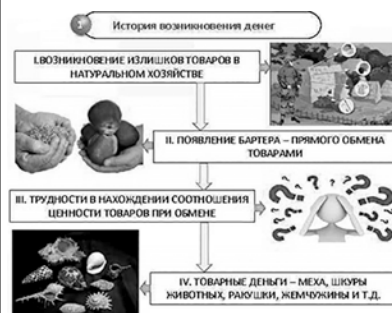 История возникновения денег
I.ВОЗНИКНОВЕНИЕ ИЗЛИШКОВ ТОВАРОВ В
НАТУРАЛЬНОМ ХОЗЯЙСТВЕ
II. ПОЯВЛЕНИЕ БАРТЕРА – ПРЯМОГО ОБМЕНА
ТОВАРАМИ
III. ТРУДНОСТИ В НАХОЖДЕНИИ СООТНОШЕНИЯ
ЦЕННОСТИ ТОВАРОВ ПРИ ОБМЕНЕ
IV. ТОВАРНЫЕ ДЕНЬГИ – МЕХА, ШКУРЫ
ЖИВОТНЫХ, РАКУШКИ, ЖЕМЧУЖИНЫ И Т.Д.